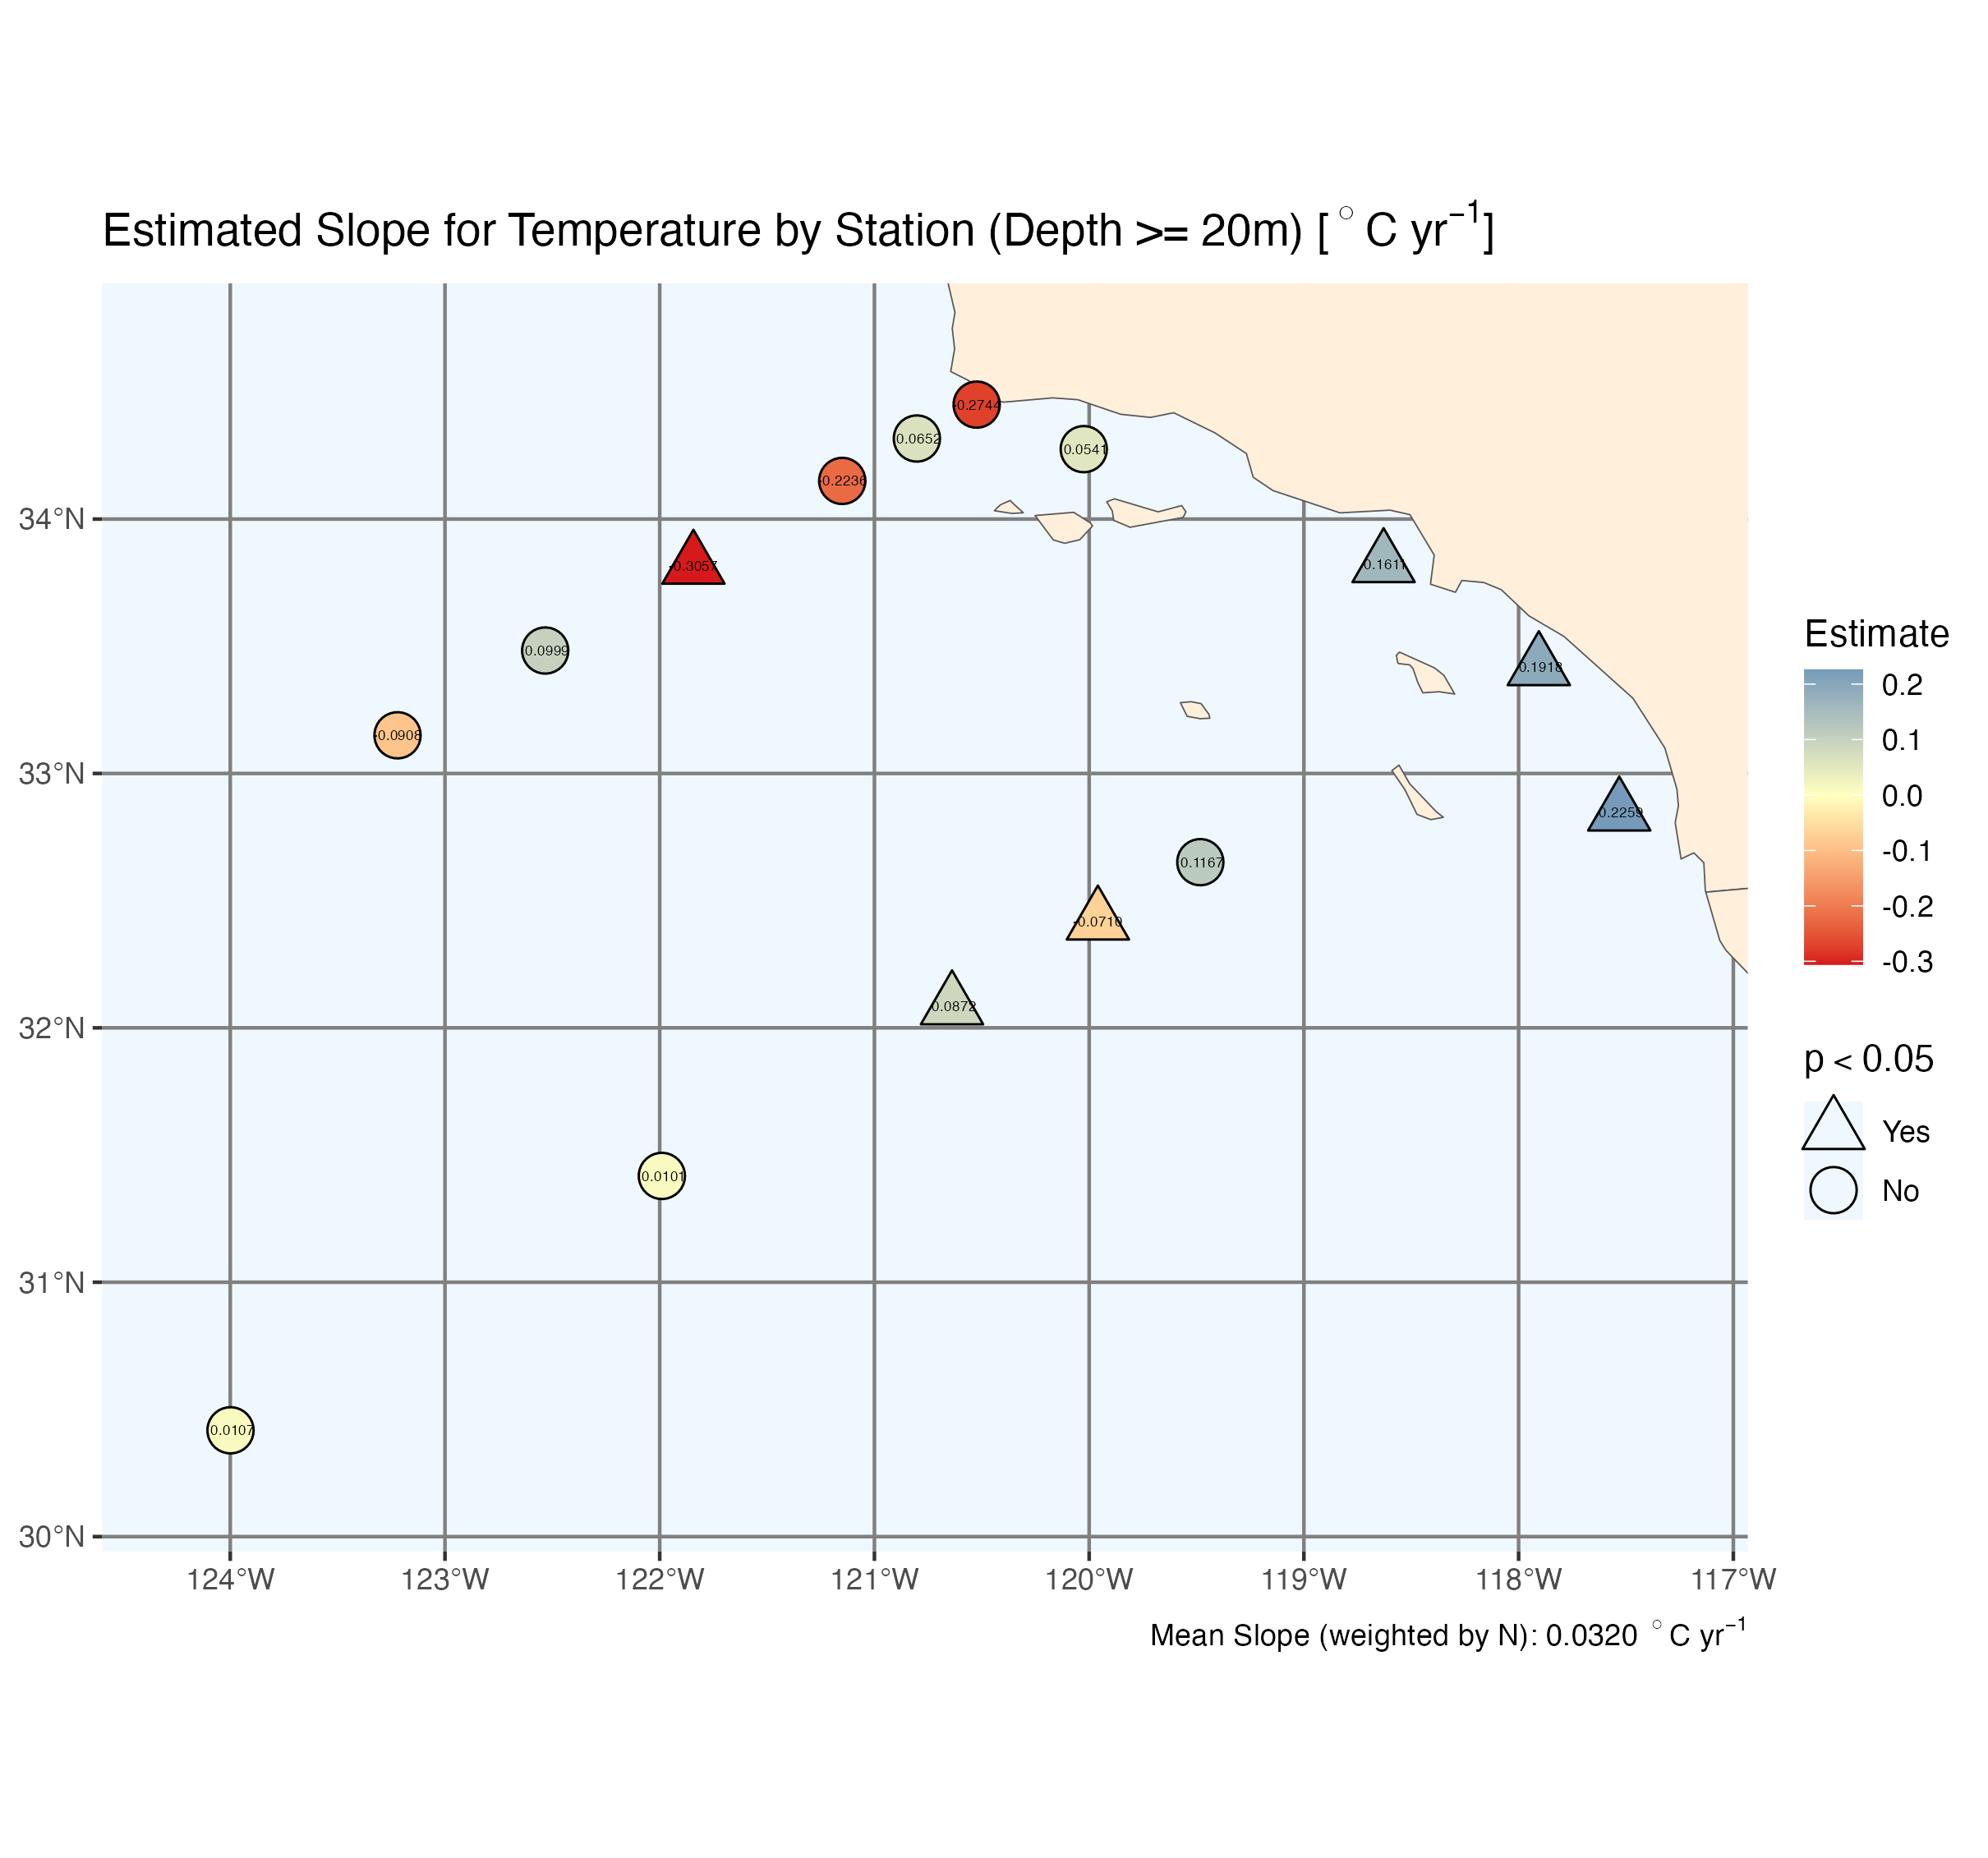 Estimated Slope for Temperature by Station (Depth >= 20m) [°C yr⁻¹]
-0.2744
0.0652
0.0541
-0.2236
34°N
-0.3057
0.1611
0.0999
0.1918
Estimate
0.2
0.1
0.0
-0.1
-0.2
-0.3
-0.0908
33°N
0.2259
0.1167
-0.0710
0.0872
32°N
p < 0.05
Yes
No
0.0101
31°N
0.0107
30°N
124°W 123°W 122°W 121°W 120°W 119°W 118°W 117°W
Mean Slope (weighted by N): 0.0320 °C yr⁻¹